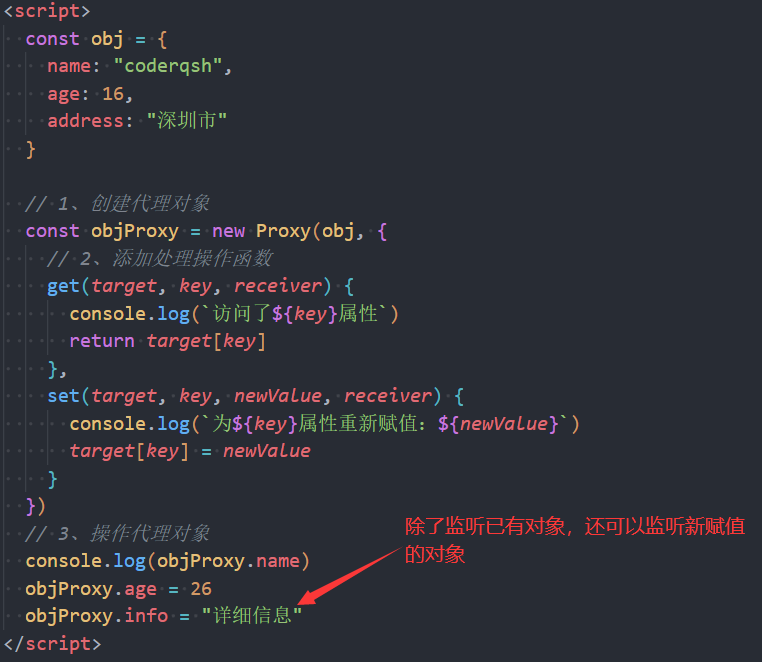 <script>
const obj = {
name: "coderqsh",
age: 16,
address: "深圳市"
}
// 1、创建代理对象
const objProxy = new Proxy(obj, {
// 2、添加处理操作函数
get(target, key, receiver) {
console.log(`访问了${key}属性`)
return target[key]
},
set(target, key, newValue, receiver) {
console.log(`为${key}属性重新赋值：${newValue}`)
target[key] = newValue
}
})
// 3、操作代理对象
console.log(objProxy.name)
objProxy.age = 26
objProxy.info = "详细信息"
</script>
除了监听已有对象，还可以监听新赋值
的对象